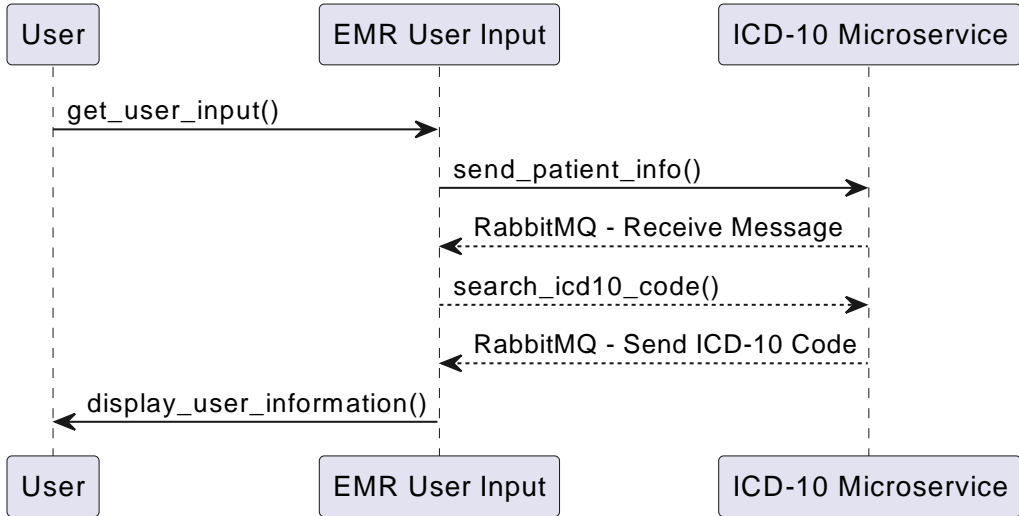 User
EMR User Input
ICD-10 Microservice
get_user_input()
send_patient_info()
RabbitMQ - Receive Message
search_icd10_code()
RabbitMQ - Send ICD-10 Code
display_user_information()
User
EMR User Input
ICD-10 Microservice